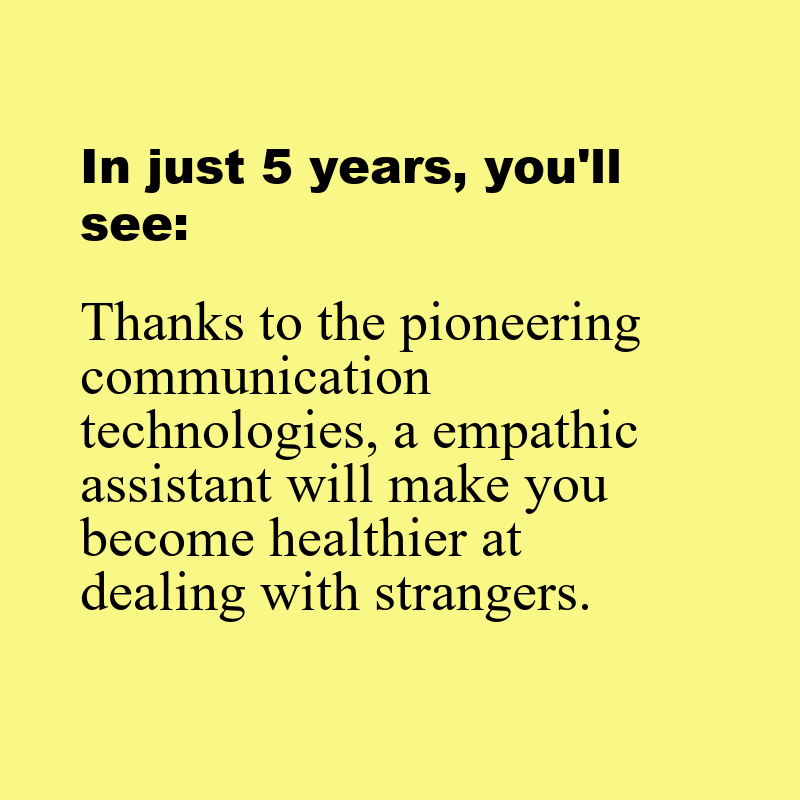 In just 5 years, you'll
see:
Thanks to the pioneering
communication
technologies, a empathic
assistant will make you
become healthier at
dealing with strangers.